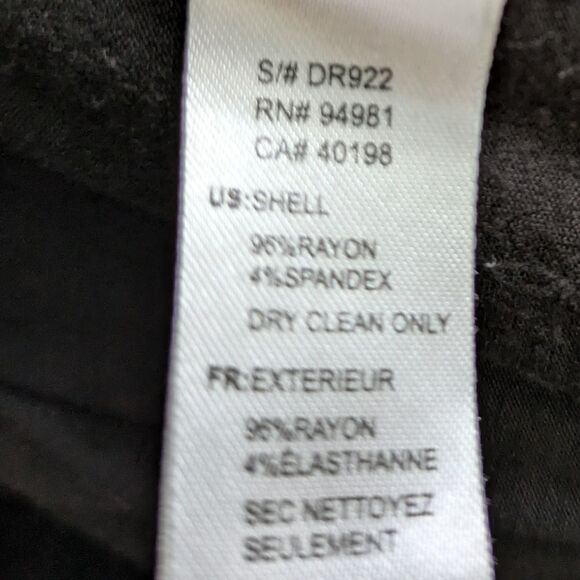 S/# DR922
RN# 94981
CA# 40198
US:SHELL
96%RAYON
4%SPANDEX
DRY CLEAN ONLY
FR:EXTERIEUR
96%RAYON
4%ÉLASTHANNE
SEC NETTOYEZ
SEULEMENT